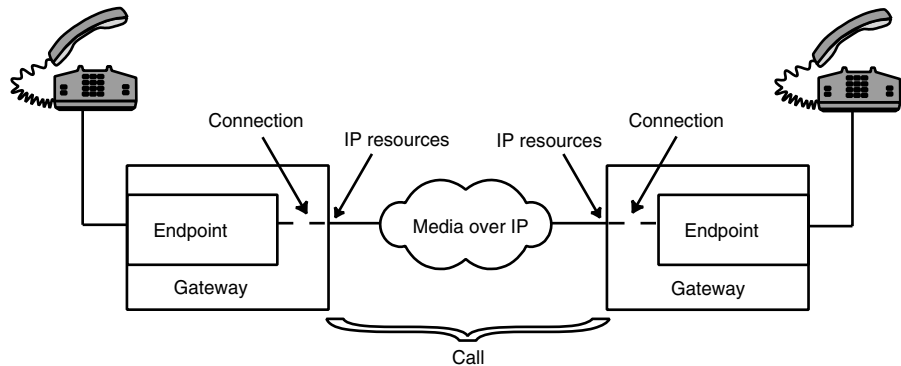 Connection
IP resources
IP resources
Connection
Endpoint
Media over IP
Endpoint
Gateway
Gateway
Call